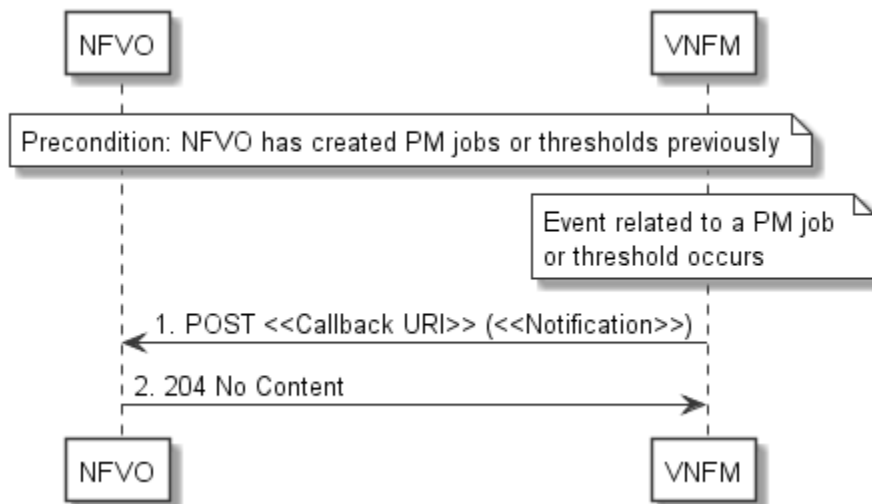 NFVO
VNFM
Precondition: NFVO has created PM jobs or thresholds previously
Event related to a PM job
or threshold occurs
1. POST <<Callback URI>> (<<Notification>>)
2. 204 No Content
NFVO
VNFM